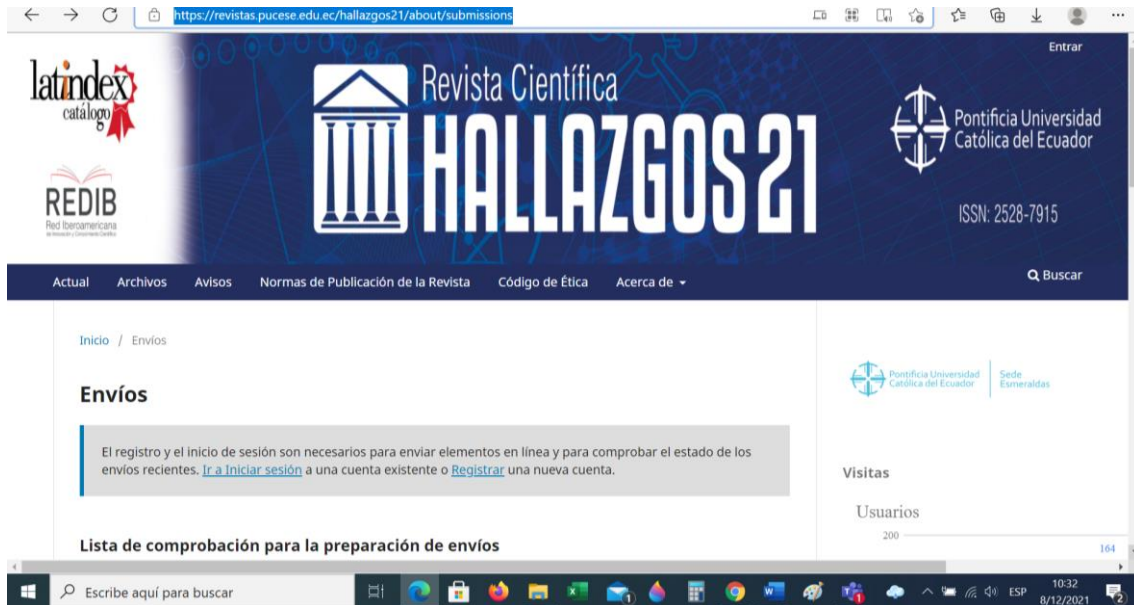 https://revistas.pucese.edu.ec/hallazgos21/about/submissions
Entrar
latindex
catálogo
REDIB
Red Iberoamericana
Revista Científica
HALLAZGOS 21
Pontificia Universidad
Católica del Ecuador
ISSN: 2528-7915
Actual Archivos Avisos Normas de Publicación de la Revista Código de Ética Acerca de Buscar
Inicio / Envíos
Envíos
El registro y el inicio de sesión son necesarios para enviar elementos en línea y para comprobar el estado de los
envíos recientes. Ir a Iniciar sesión a una cuenta existente o Registrar una nueva cuenta.
Lista de comprobación para la preparación de envíos
Pontificia Universidad
Católica del Ecuador
Sede
Esmeraldas
Visitas
Usuarios
200
164
Escribe aquí para buscar
ESP
10:32
8/12/2021